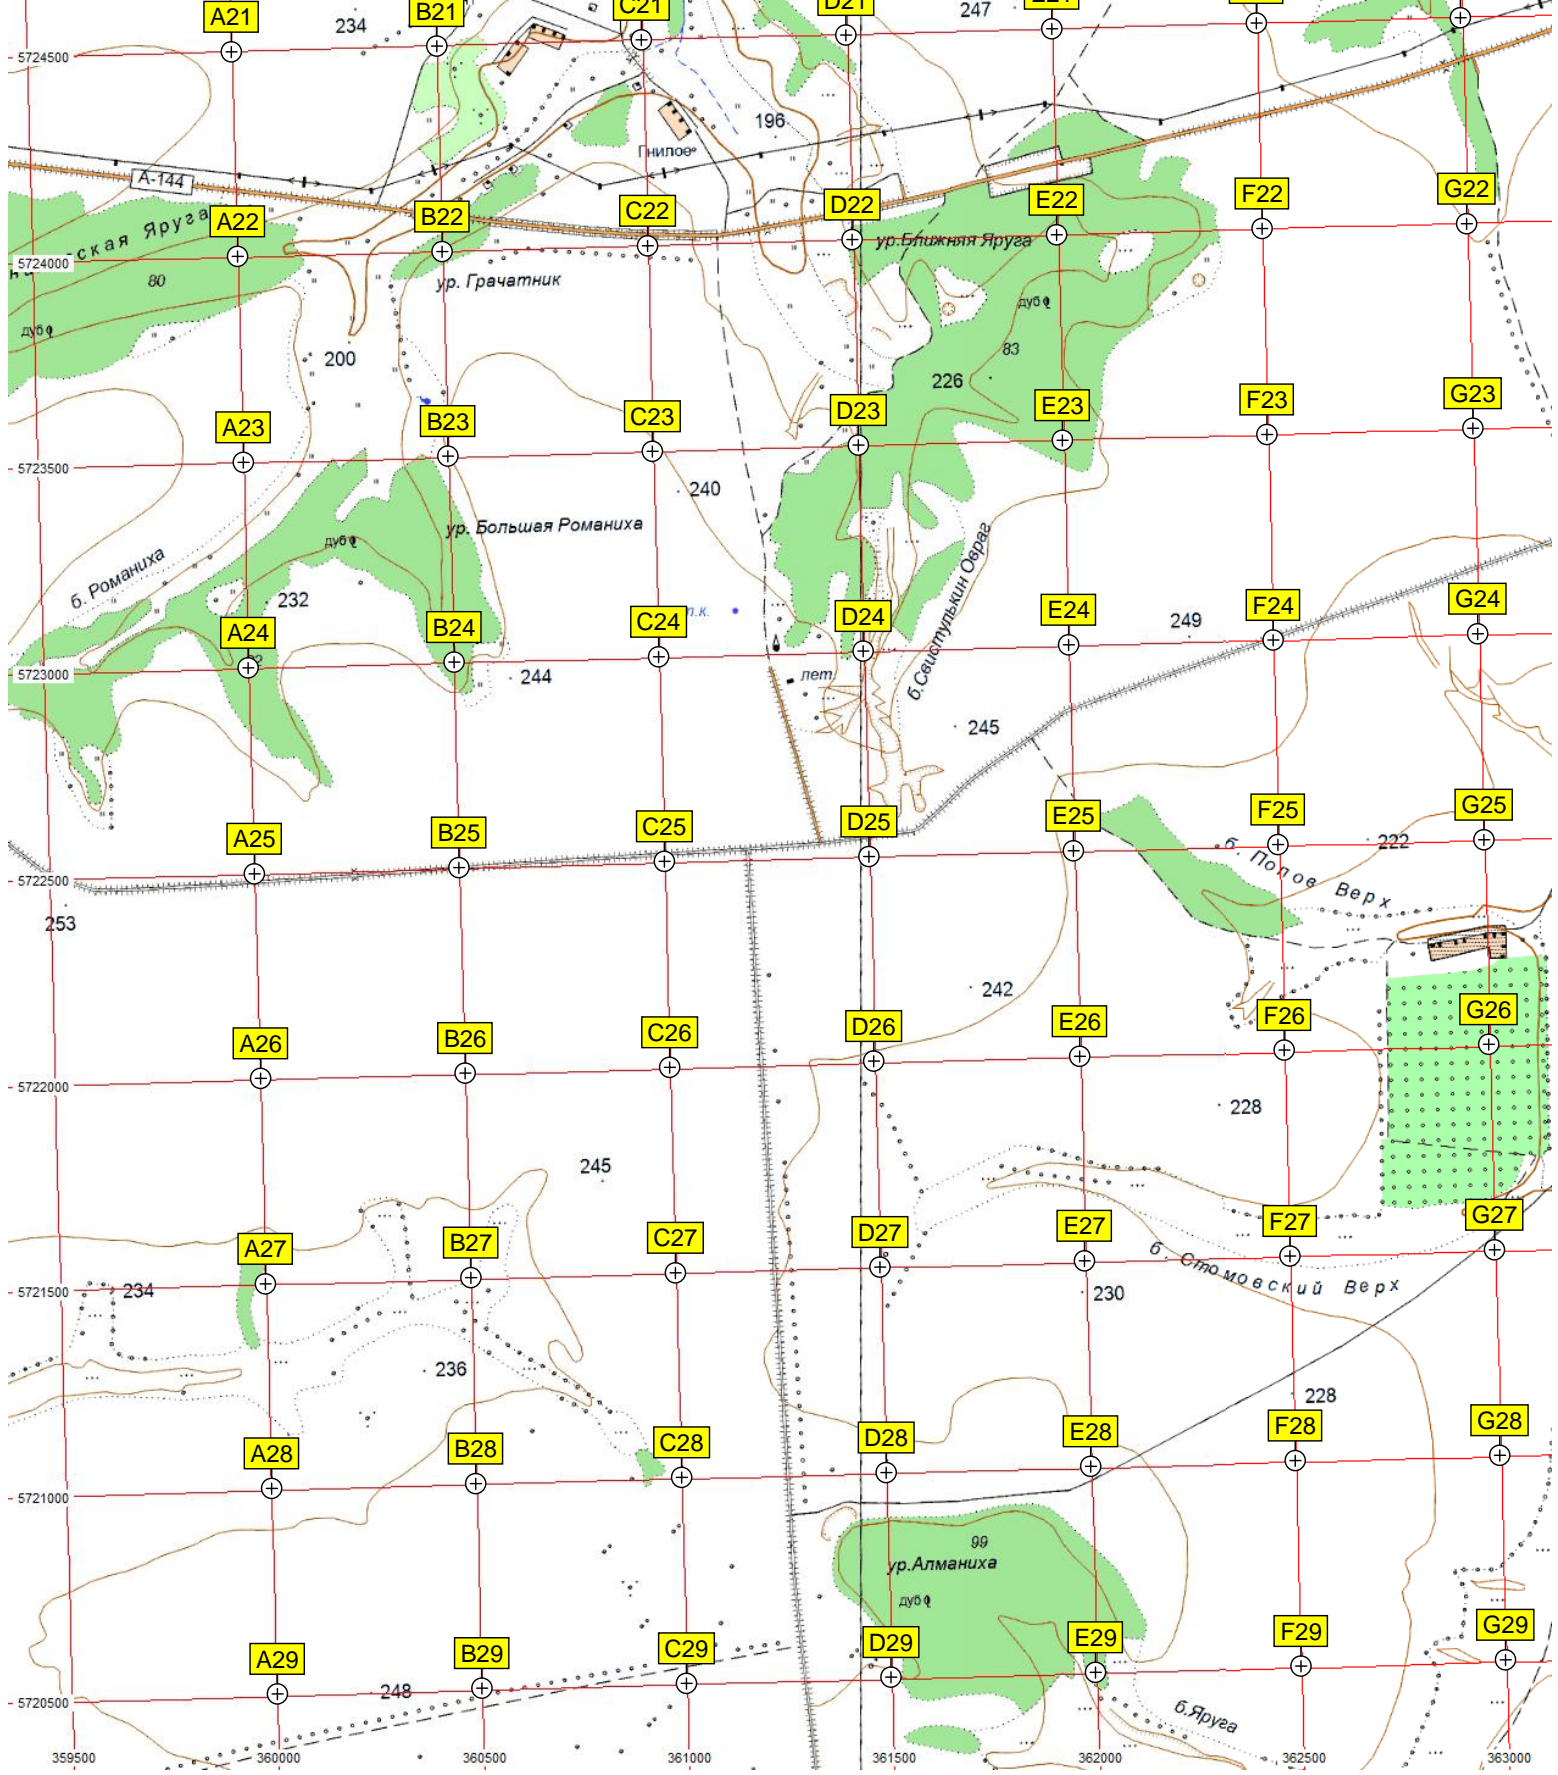 A21
234
B21
C21
D21
247
5724500
196
Гнилое
А-144
ская Яруга
A22
B22
C22
D22
E22
F22
G22
ур.Ближняя Яруга
5724000
80
ур. Грачатник
дуб
дуб
200
83
226
A23
B23
C23
D23
E23
F23
G23
5723500
240
ур. Большая Романиха
дуб
б. Романиха
232
б.Свистулькин Овраг
A24
B24
C24
т.к.
D24
E24
249
F24
G24
5723000
244
лет.
245
A25
B25
C25
D25
E25
F25
G25
222
б. Попов Верх
5722500
253
242
A26
B26
C26
D26
E26
F26
G26
5722000
228
245
A27
B27
C27
D27
E27
F27
G27
б. Стомовский Верх
5721500
234
230
236
228
A28
B28
C28
D28
E28
F28
G28
5721000
99
ур.Алманиха
дуб
A29
B29
C29
D29
E29
F29
G29
5720500
248
б.Яруга
359500
360000
360500
361000
361500
362000
362500
363000